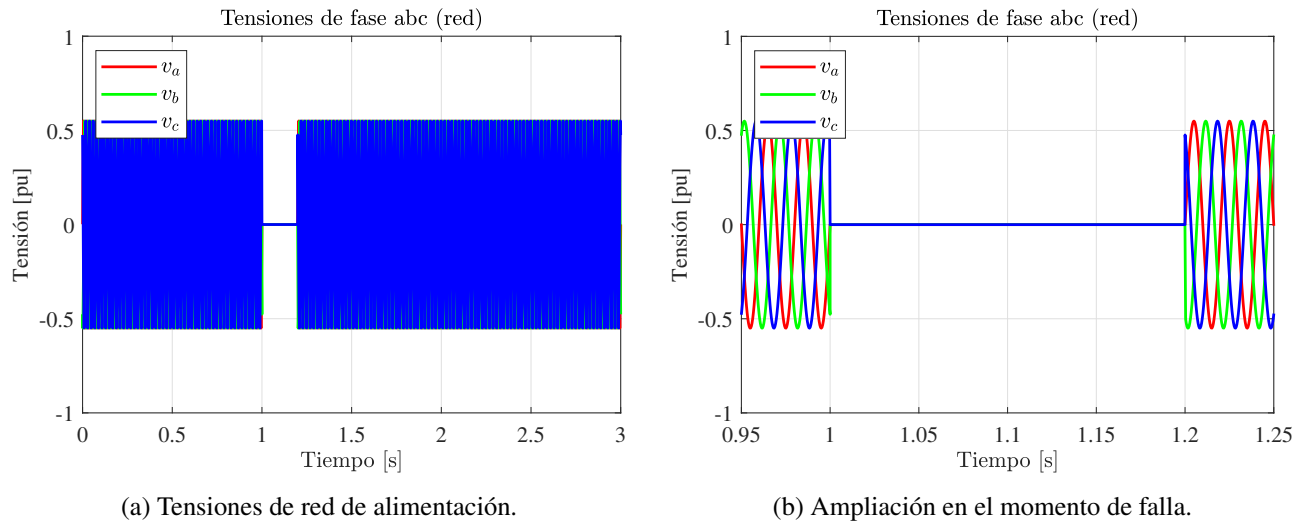 Tensiones de fase abc (red)
1
0.5
0
-0.5
-1
Tensión [pu]
v_a
v_b
v_c
0 0.5 1 1.5 2 2.5 3
Tiempo [s]
(a) Tensiones de red de alimentación.
Tensiones de fase abc (red)
1
0.5
0
-0.5
-1
Tensión [pu]
v_a
v_b
v_c
0.95 1 1.05 1.1 1.15 1.2 1.25
Tiempo [s]
(b) Ampliación en el momento de falla.